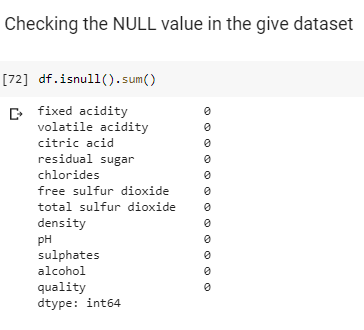 Checking the NULL value in the give dataset
[72] df.isnull().sum()
fixed acidity 0
volatile acidity 0
citric acid 0
residual sugar 0
chlorides 0
free sulfur dioxide 0
total sulfur dioxide 0
density 0
pH 0
sulphates 0
alcohol 0
quality 0
dtype: int64